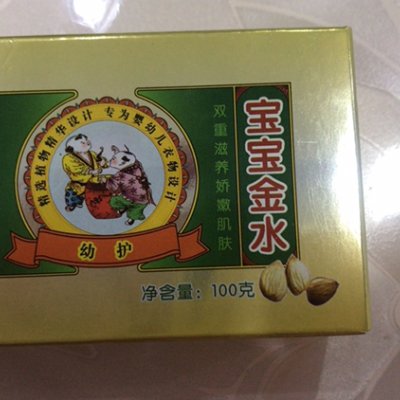 精选植物精华设计 专为婴幼儿衣物设计
幼护
双重滋养娇嫩肌肤
宝宝金水
净含量：100克